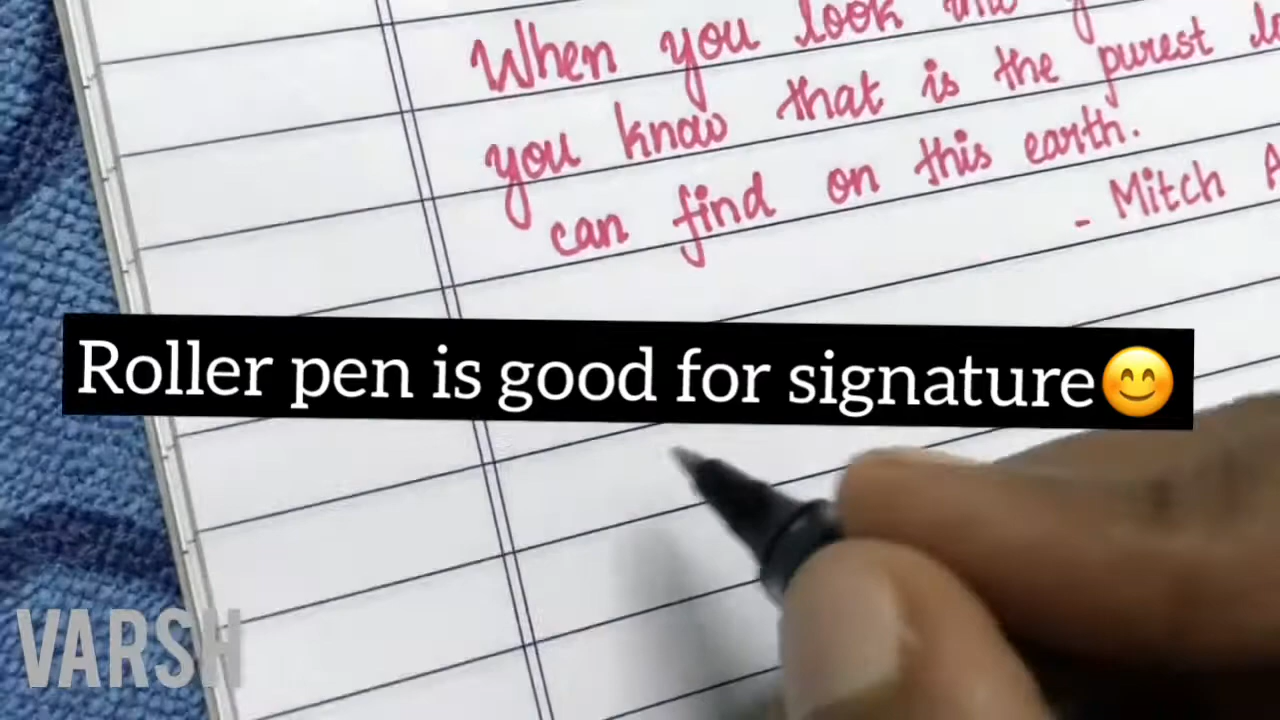 When you look into
you know that is the purest
can find on this earth.
- Mitch A
Roller pen is good for signature😊
VARSH